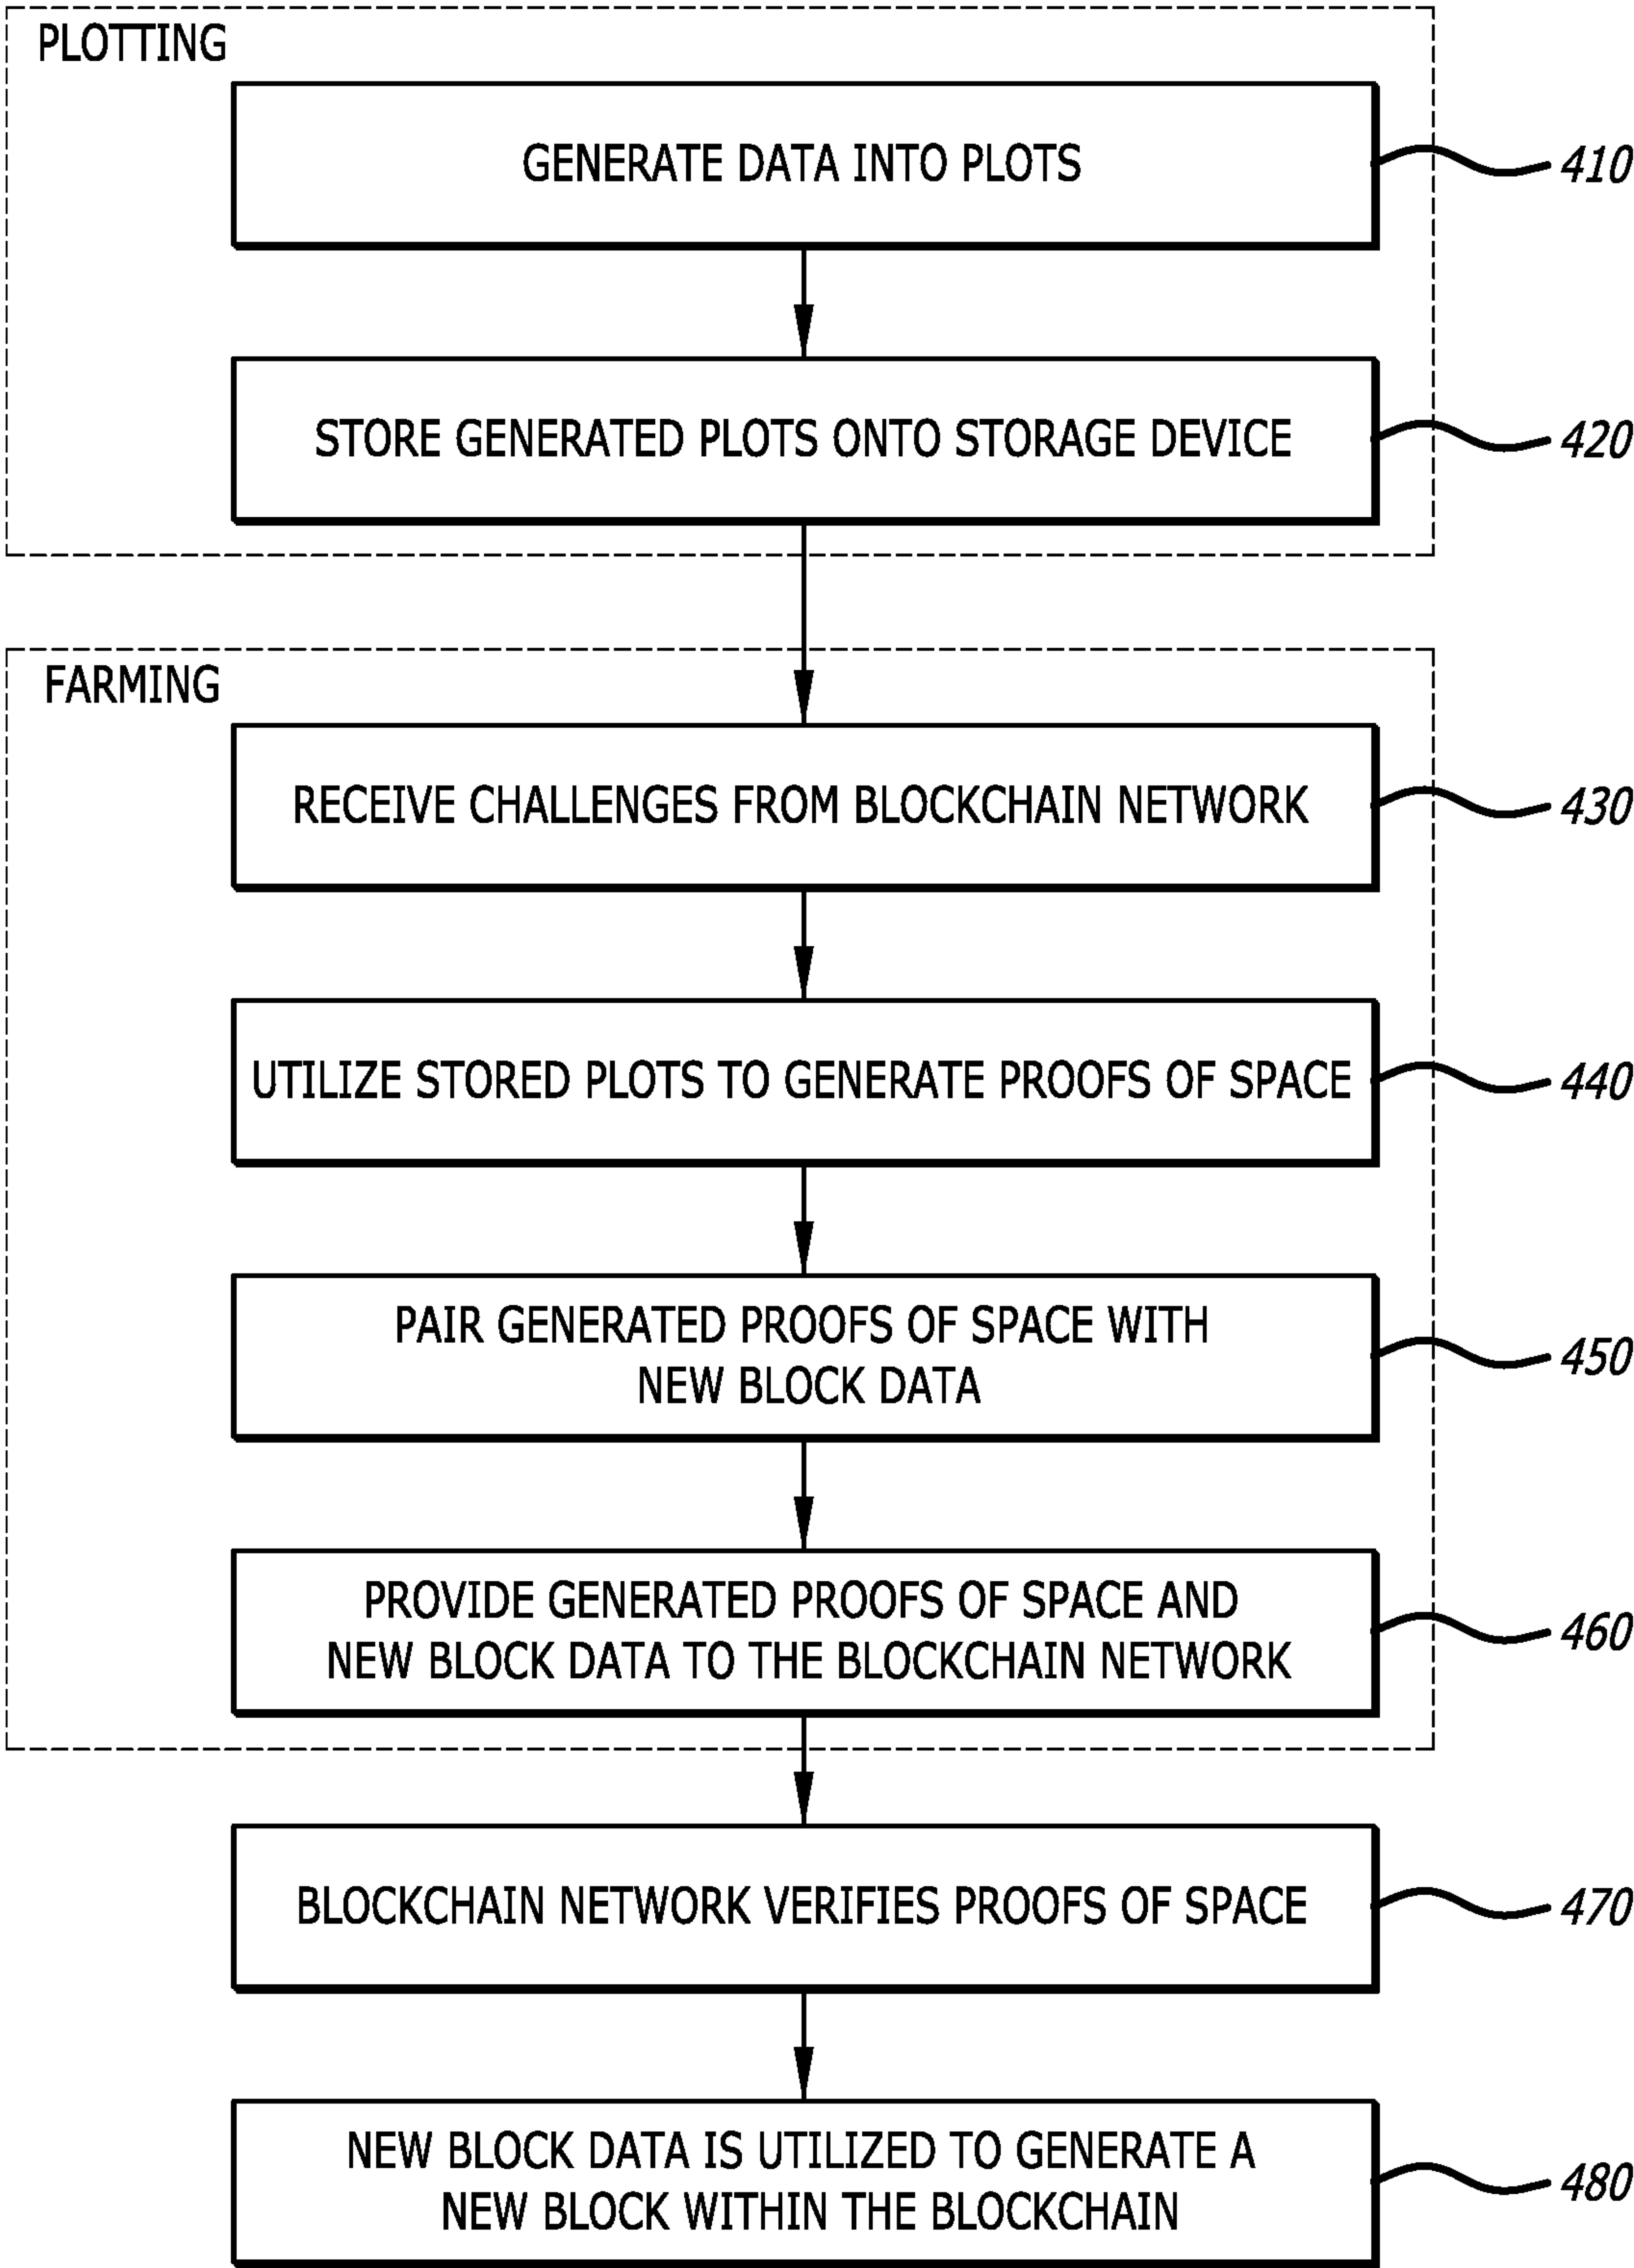 PLOTTING
GENERATE DATA INTO PLOTS
410
STORE GENERATED PLOTS ONTO STORAGE DEVICE
420
FARMING
RECEIVE CHALLENGES FROM BLOCKCHAIN NETWORK
430
UTILIZE STORED PLOTS TO GENERATE PROOFS OF SPACE
440
PAIR GENERATED PROOFS OF SPACE WITH
NEW BLOCK DATA
450
PROVIDE GENERATED PROOFS OF SPACE AND
NEW BLOCK DATA TO THE BLOCKCHAIN NETWORK
460
BLOCKCHAIN NETWORK VERIFIES PROOFS OF SPACE
470
NEW BLOCK DATA IS UTILIZED TO GENERATE A
NEW BLOCK WITHIN THE BLOCKCHAIN
480